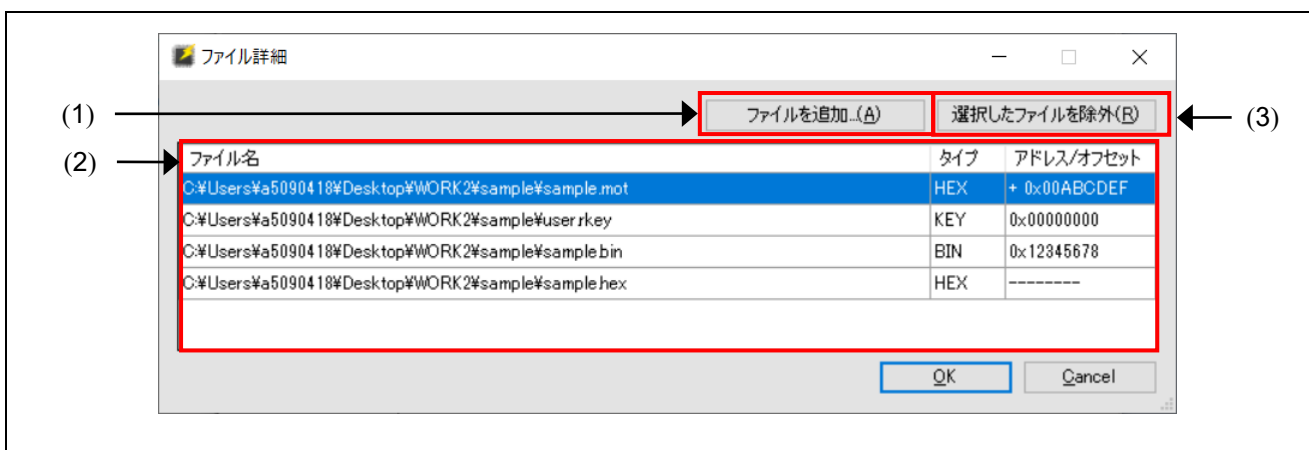 ファイル詳細
(1)
ファイルを追加...(A)
選択したファイルを除外(R)
(3)
(2)
ファイル名 タイプ アドレス/オフセット
C:¥Users¥a5090418¥Desktop¥WORK2¥sample¥sample.mot HEX + 0x00ABCDEF
C:¥Users¥a5090418¥Desktop¥WORK2¥sample¥user.rkey KEY 0x00000000
C:¥Users¥a5090418¥Desktop¥WORK2¥sample¥sample.bin BIN 0x12345678
C:¥Users¥a5090418¥Desktop¥WORK2¥sample¥sample.hex HEX --------
OK Cancel